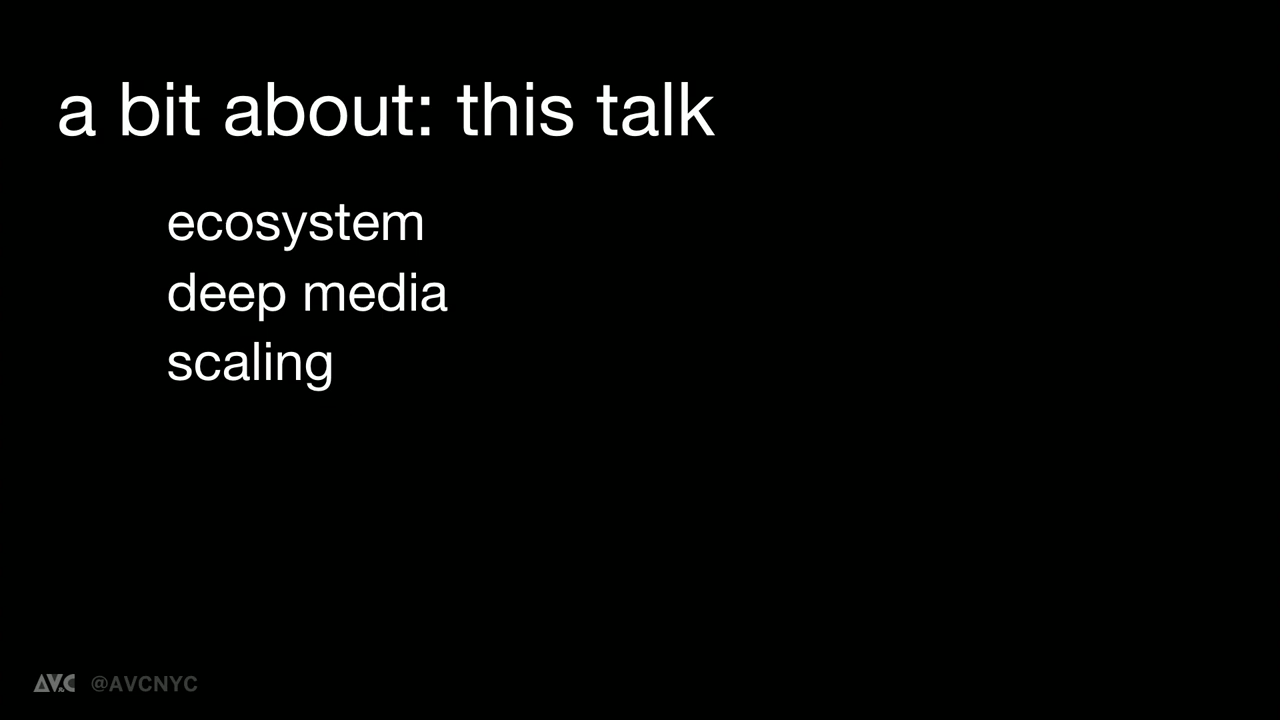 a bit about: this talk
ecosystem
deep media
scaling
AVC @AVCNYC